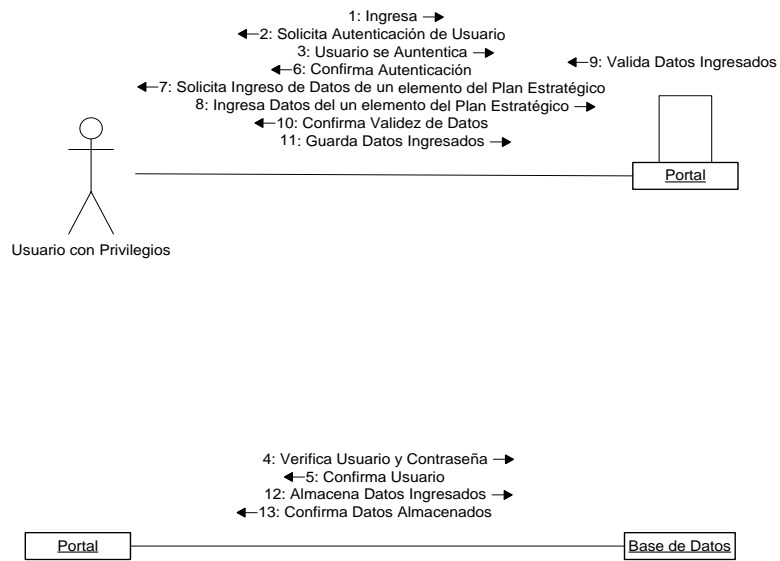 1: Ingresa
2: Solicita Autenticación de Usuario
3: Usuario se Auntentica
6: Confirma Autenticación
9: Valida Datos Ingresados
7: Solicita Ingreso de Datos de un elemento del Plan Estratégico
8: Ingresa Datos del un elemento del Plan Estratégico
10: Confirma Validez de Datos
11: Guarda Datos Ingresados
Portal
Usuario con Privilegios
4: Verifica Usuario y Contraseña
5: Confirma Usuario
12: Almacena Datos Ingresados
13: Confirma Datos Almacenados
Portal
Base de Datos